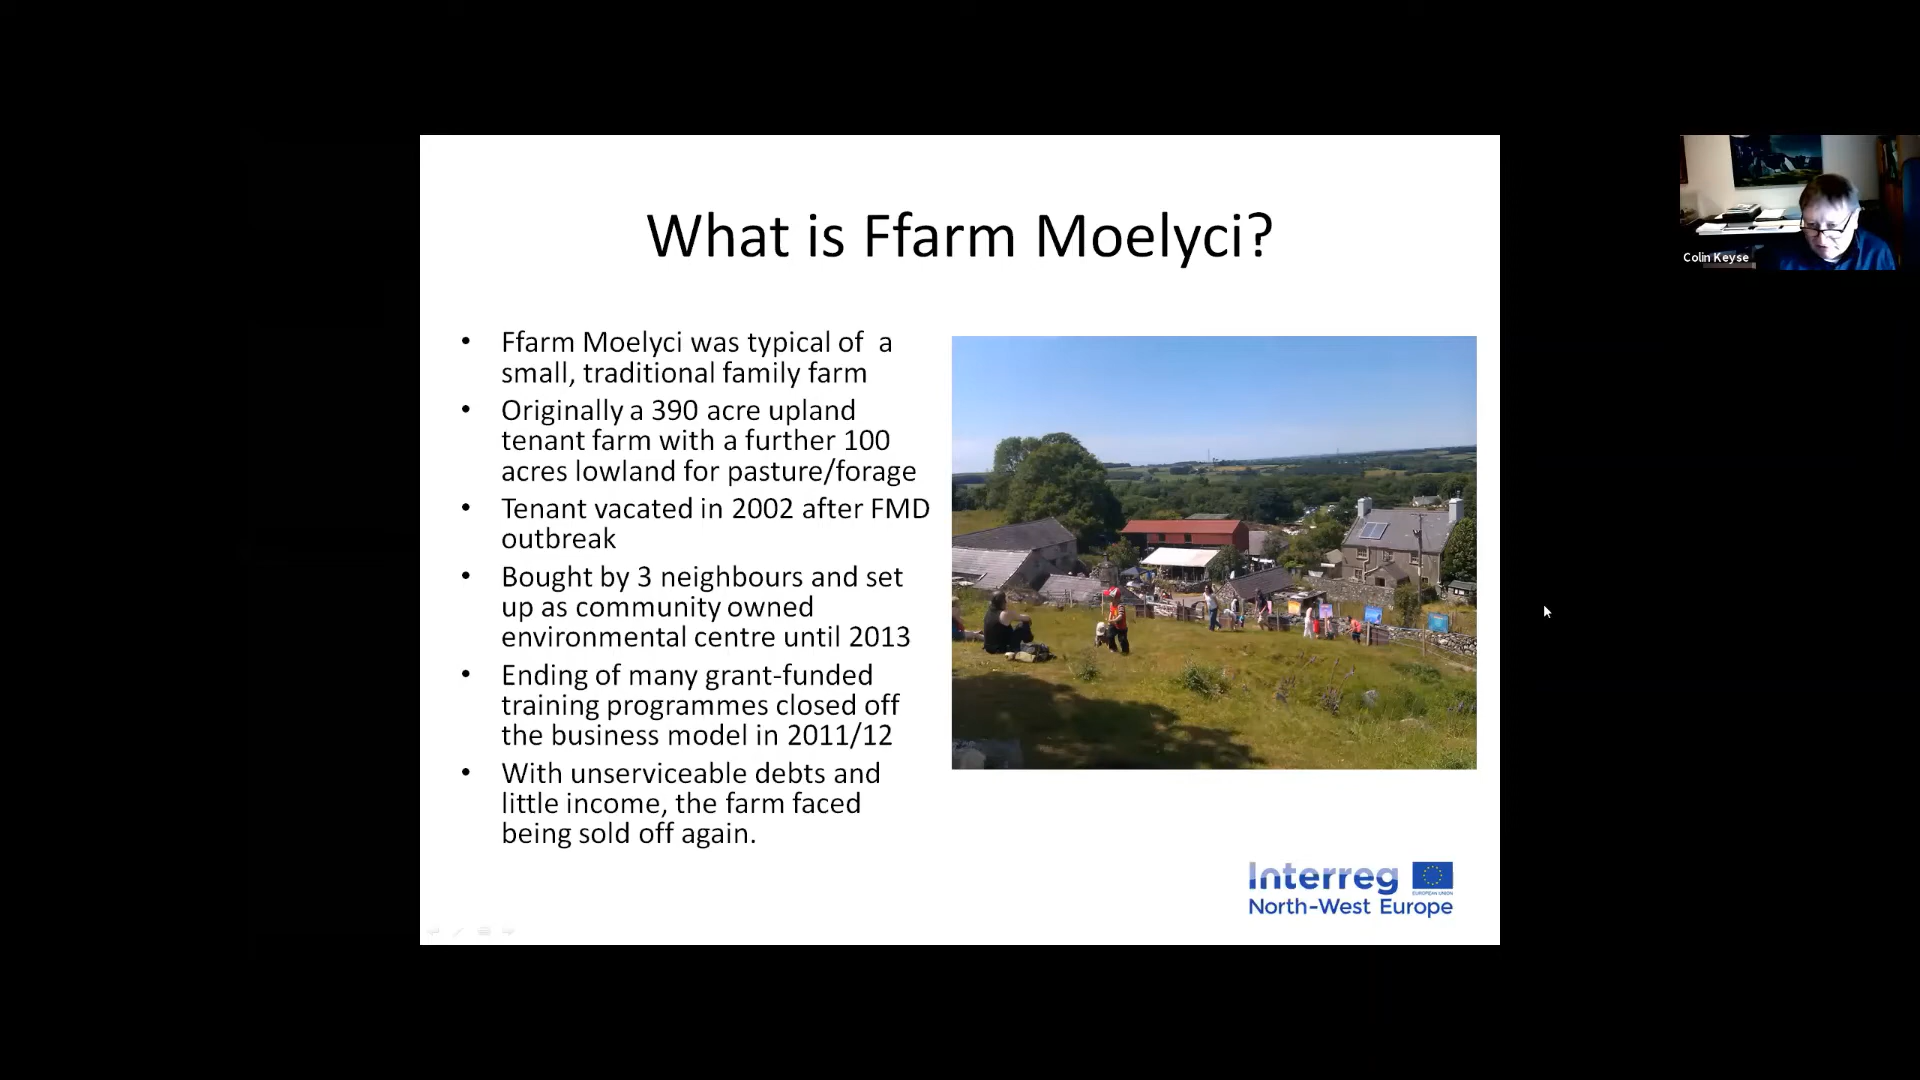 What is Ffarm Moelyci?
• Ffarm Moelyci was typical of a
small, traditional family farm
• Originally a 390 acre upland
tenant farm with a further 100
acres lowland for pasture/forage
• Tenant vacated in 2002 after FMD
outbreak
• Bought by 3 neighbours and set
up as community owned
environmental centre until 2013
• Ending of many grant-funded
training programmes closed off
the business model in 2011/12
• With unserviceable debts and
little income, the farm faced
being sold off again.
Interreg
EUROPEAN UNION
North-West Europe
Colin Keyse